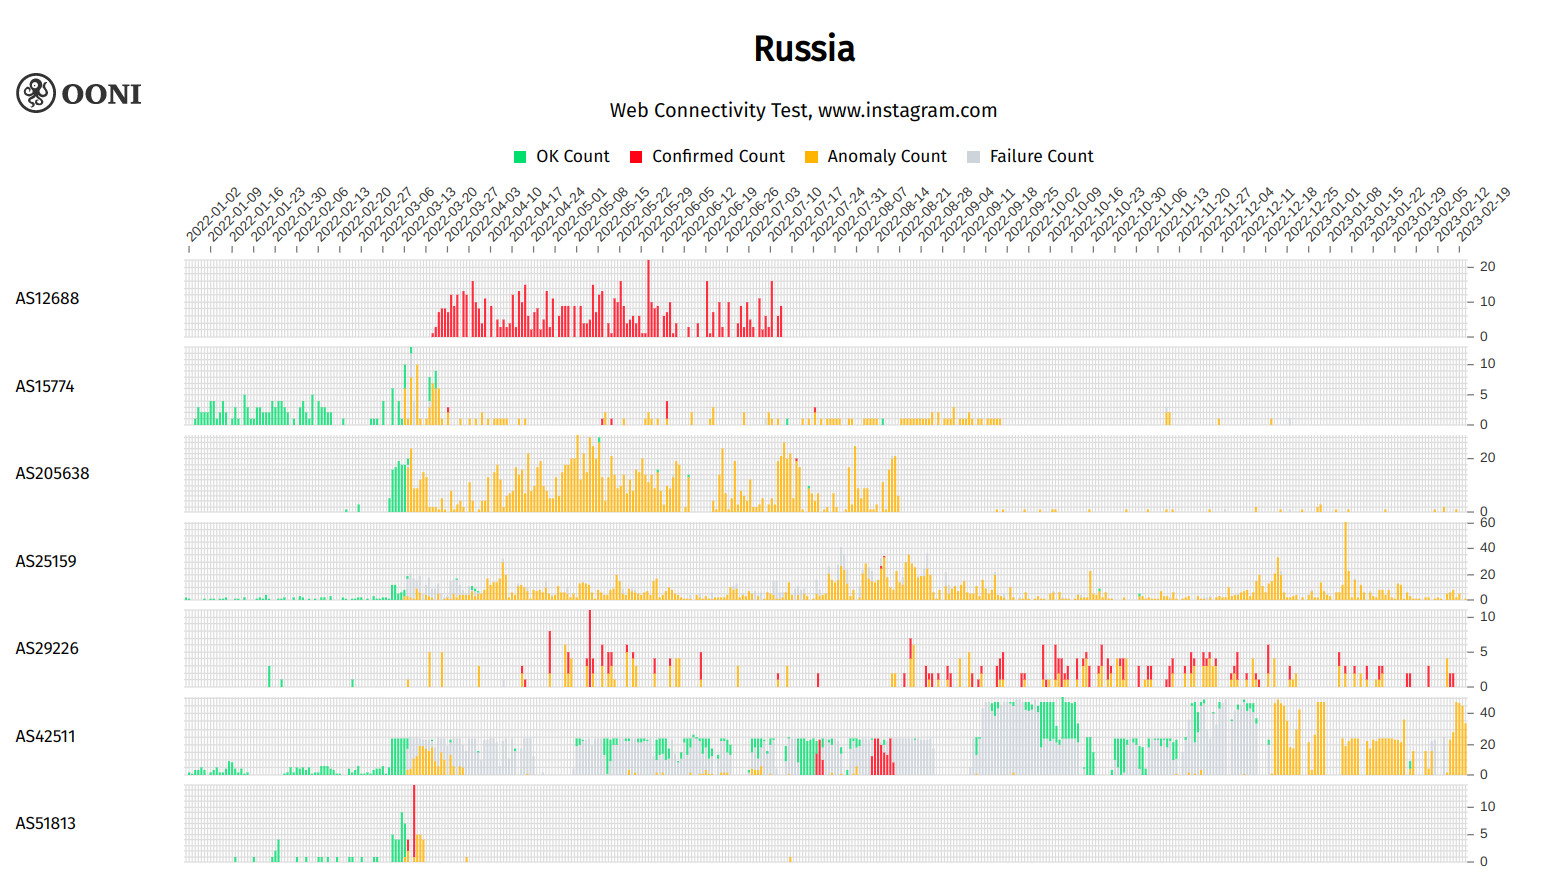 Russia
OONI
Web Connectivity Test, www.instagram.com
OK Count Confirmed Count Anomaly Count Failure Count
2022-01-02 2022-01-09 2022-01-16 2022-01-23 2022-01-30 2022-02-06 2022-02-13 2022-02-20 2022-02-27 2022-03-06 2022-03-13 2022-03-20 2022-03-27 2022-04-03 2022-04-10 2022-04-17 2022-04-24 2022-05-01 2022-05-08 2022-05-15 2022-05-22 2022-05-29 2022-06-05 2022-06-12 2022-06-19 2022-06-26 2022-07-03 2022-07-10 2022-07-17 2022-07-24 2022-07-31 2022-08-07 2022-08-14 2022-08-21 2022-08-28 2022-09-04 2022-09-11 2022-09-18 2022-09-25 2022-10-02 2022-10-09 2022-10-16 2022-10-23 2022-10-30 2022-11-06 2022-11-13 2022-11-20 2022-11-27 2022-12-04 2022-12-11 2022-12-18 2022-12-25 2023-01-01 2023-01-08 2023-01-15 2023-01-22 2023-01-29 2023-02-05 2023-02-12 2023-02-19
20
AS12688
10
0
10
AS15774
5
0
20
AS205638
0
60
40
AS25159
20
0
10
AS29226
5
0
40
AS42511
20
0
10
AS51813
5
0